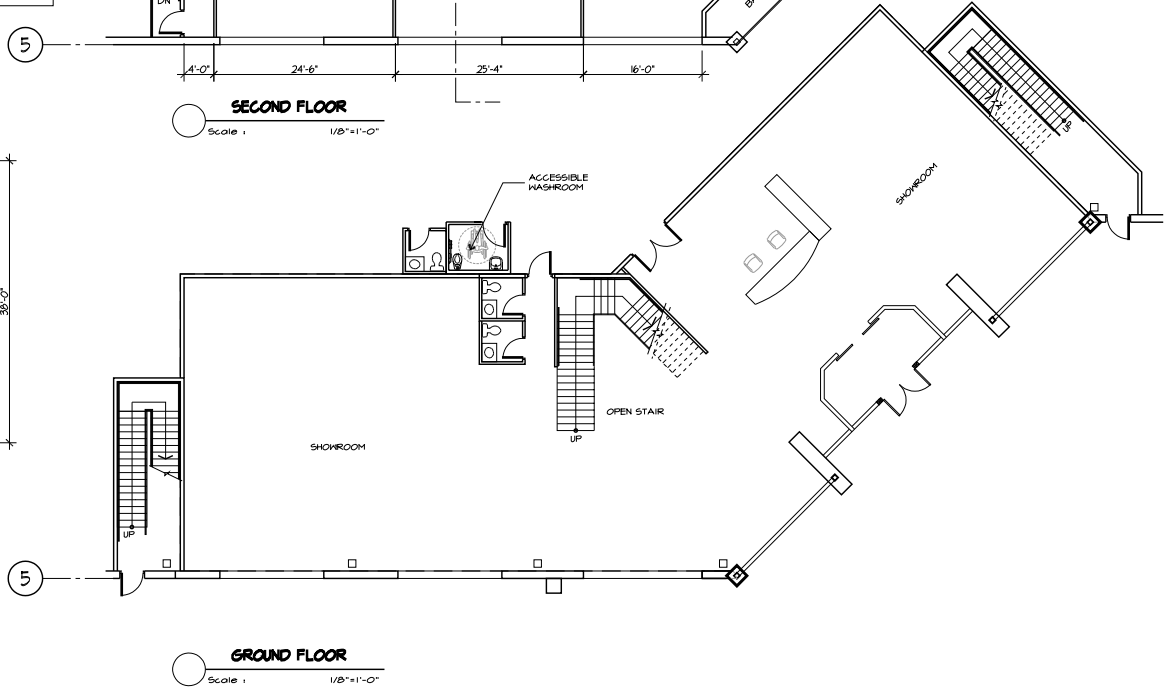 DN
5
4'-0"
24'-6"
25'-4"
16'-0"
SECOND FLOOR
Scale : 1/8"=1'-0"
ACCESSIBLE
WASHROOM
SHOWROOM
UP
38'-0"
OPEN STAIR
UP
SHOWROOM
UP
5
GROUND FLOOR
Scale : 1/8"=1'-0"